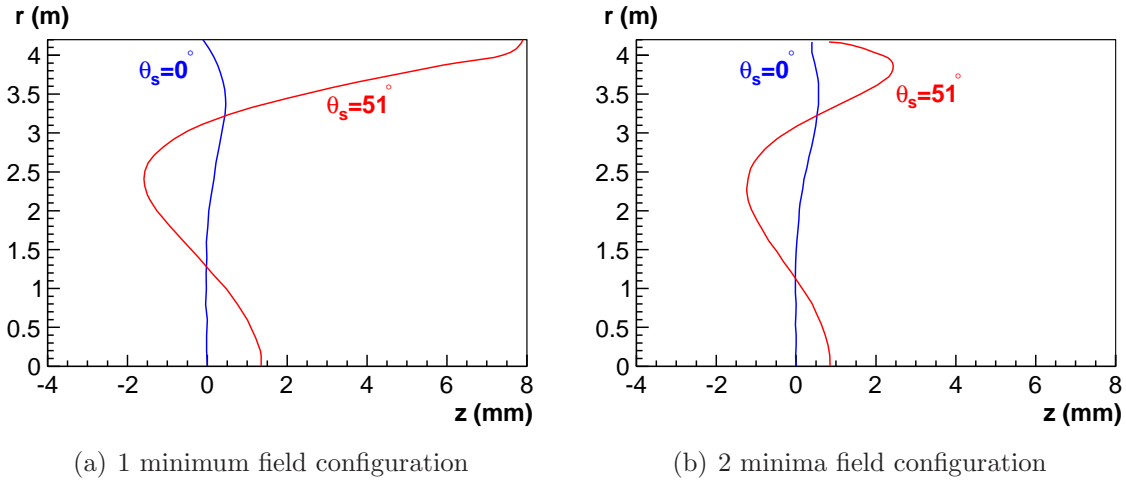 r (m)
4
3.5
3
2.5
2
1.5
1
0.5
0
-4 -2 0 2 4 6 8
z (mm)
θs=0°
θs=51°
(a) 1 minimum field configuration
r (m)
4
3.5
3
2.5
2
1.5
1
0.5
0
-4 -2 0 2 4 6 8
z (mm)
θs=0°
θs=51°
(b) 2 minima field configuration